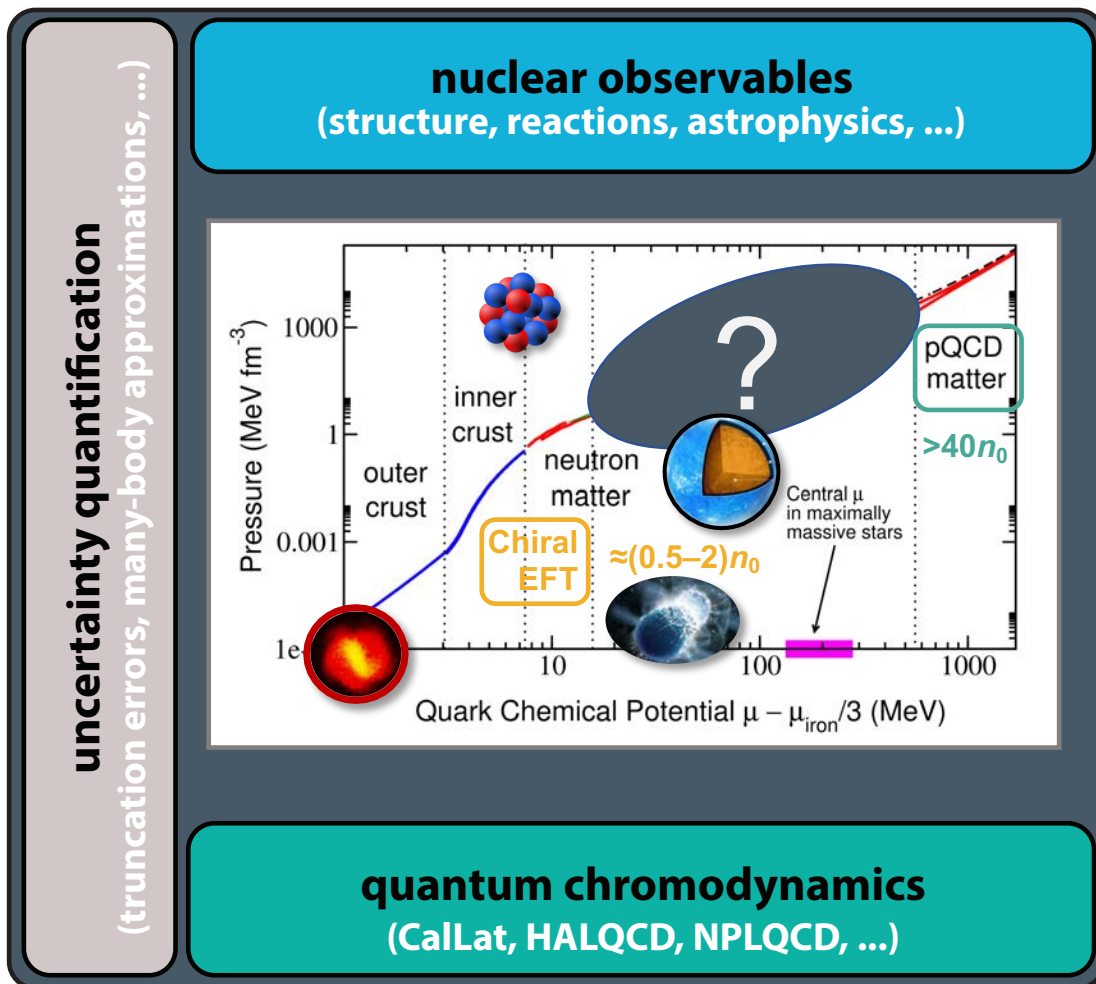 uncertainty quantification
(truncation errors, many-body approximations, ...)
nuclear observables
(structure, reactions, astrophysics, ...)
Pressure (MeV fm⁻³)
1000
1
0.001
1e-
outer
crust
inner
crust
neutron
matter
Chiral
EFT
≈(0.5–2)n₀
?
pQCD
matter
>40n₀
Central μ
in maximally
massive stars
10
100
1000
Quark Chemical Potential μ – μ_iron/3 (MeV)
quantum chromodynamics
(CalLat, HALQCD, NPLQCD, ...)